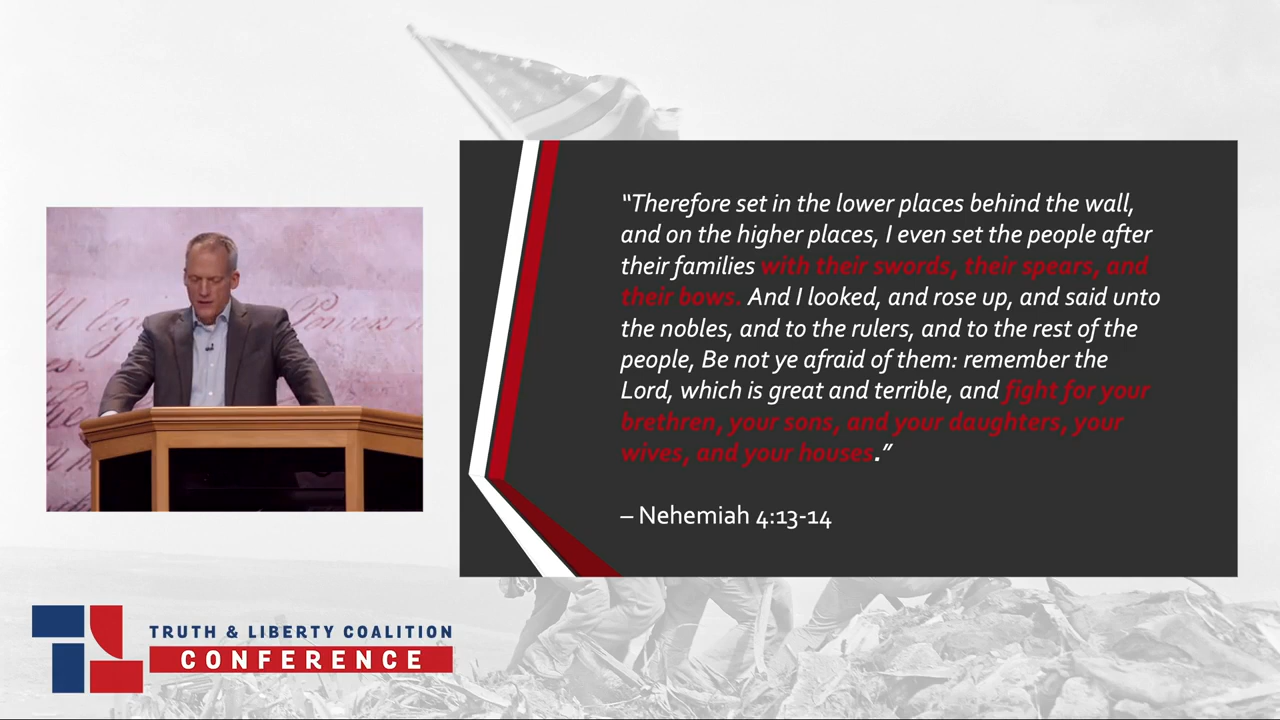 “Therefore set in the lower places behind the wall,
and on the higher places, I even set the people after
their families with their swords, their spears, and
their bows. And I looked, and rose up, and said unto
the nobles, and to the rulers, and to the rest of the
people, Be not ye afraid of them: remember the
Lord, which is great and terrible, and fight for your
brethren, your sons, and your daughters, your
wives, and your houses.”
– Nehemiah 4:13-14
Powers
TRUTH & LIBERTY COALITION
CONFERENCE